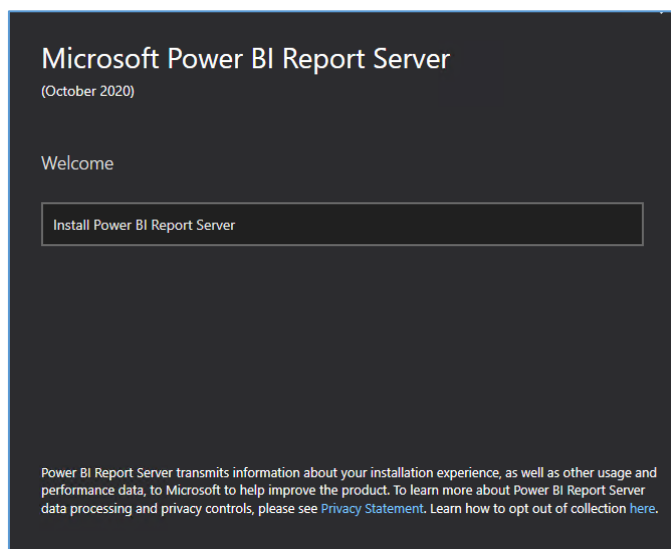 Microsoft Power BI Report Server
(October 2020)
Welcome
Install Power BI Report Server
Power BI Report Server transmits information about your installation experience, as well as other usage and
performance data, to Microsoft to help improve the product. To learn more about Power BI Report Server
data processing and privacy controls, please see Privacy Statement. Learn how to opt out of collection here.